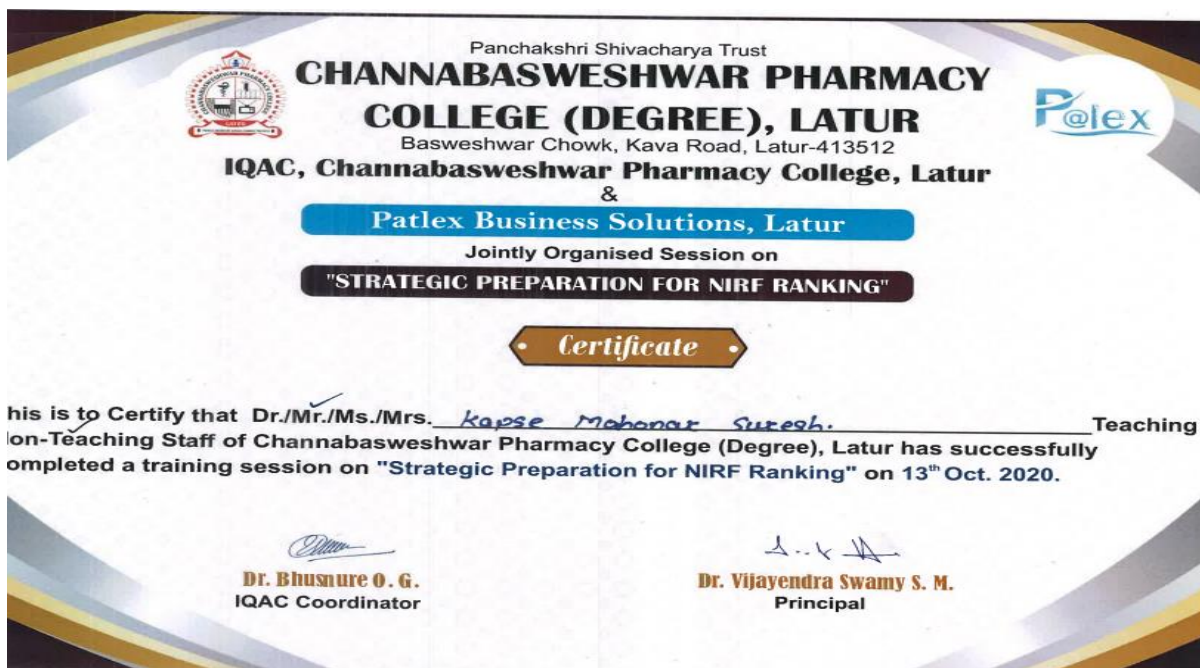 Panchakshri Shivacharya Trust
CHANNABASWESHWAR PHARMACY
COLLEGE (DEGREE), LATUR
P@lex
Basweshwar Chowk, Kava Road, Latur-413512
IQAC, Channabasweshwar Pharmacy College, Latur
&
Patlex Business Solutions, Latur
Jointly Organised Session on
"STRATEGIC PREPARATION FOR NIRF RANKING"
Certificate
his is to Certify that Dr./Mr./Ms./Mrs. Kapse Mahonar Suresh. Teaching
on-Teaching Staff of Channabasweshwar Pharmacy College (Degree), Latur has successfully
ompleted a training session on "Strategic Preparation for NIRF Ranking" on 13th Oct. 2020.
Dr. Bhusnure O. G.
IQAC Coordinator
Dr. Vijayendra Swamy S. M.
Principal